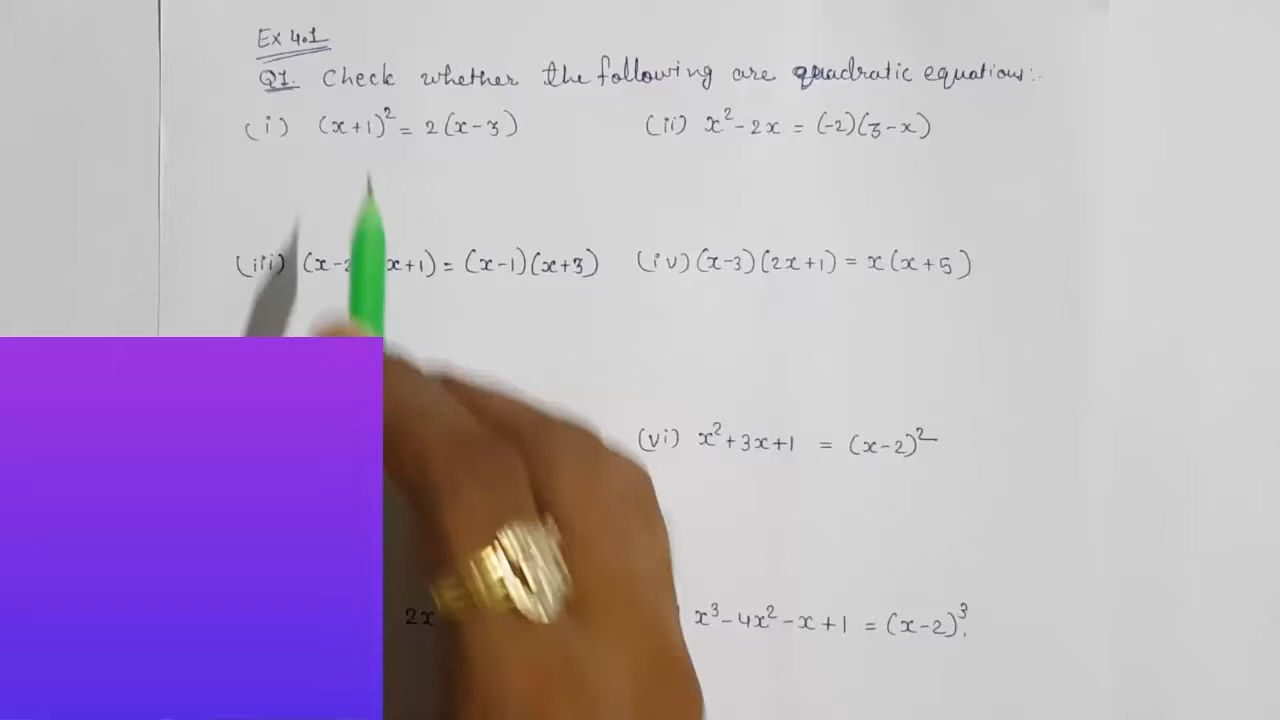 Ex 4.1
Q1. Check whether the following are quadratic equations:.
(i) (x+1)² = 2(x-3) (ii) x²-2x = (-2)(3-x)
(iii) (x-2 x+1) = (x-1)(x+3) (iv) (x-3)(2x+1) = x(x+5)
(vi) x²+3x+1 = (x-2)²
2x x³-4x²-x+1 = (x-2)³.